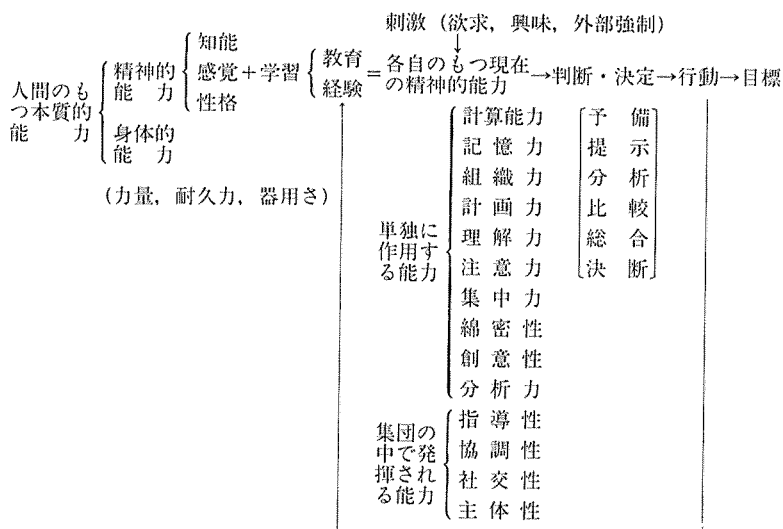 刺激（欲求，興味，外部強制）
人間のも
つ本質的
能　　力
精神的
能　力
身体的
能　力
（力量，耐久力，器用さ）
知能
感覚
性格
＋学習
教育
経験
＝
各自のもつ現在
の精神的能力
→判断・決定→行動→目標
単独に
作用す
る能力
計算能力
記憶力
組織力
計画力
理解力
注意力
集中力
綿密性
創意性
分析力
予備
提示
分析
比較
総合
決断
集団の
中で発
揮され
る能力
指導性
協調性
社交性
主体性